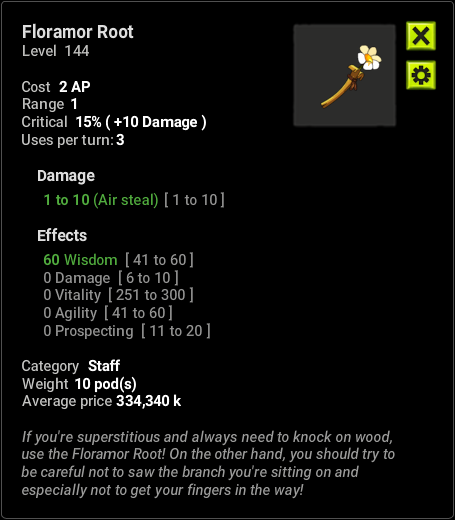 Floramor Root
Level 144
Cost 2 AP
Range 1
Critical 15% ( +10 Damage )
Uses per turn: 3
Damage
1 to 10 (Air steal) [ 1 to 10 ]
Effects
60 Wisdom [ 41 to 60 ]
0 Damage [ 6 to 10 ]
0 Vitality [ 251 to 300 ]
0 Agility [ 41 to 60 ]
0 Prospecting [ 11 to 20 ]
Category Staff
Weight 10 pod(s)
Average price 334,340 k
If you're superstitious and always need to knock on wood,
use the Floramor Root! On the other hand, you should try to
be careful not to saw the branch you're sitting on and
especially not to get your fingers in the way!